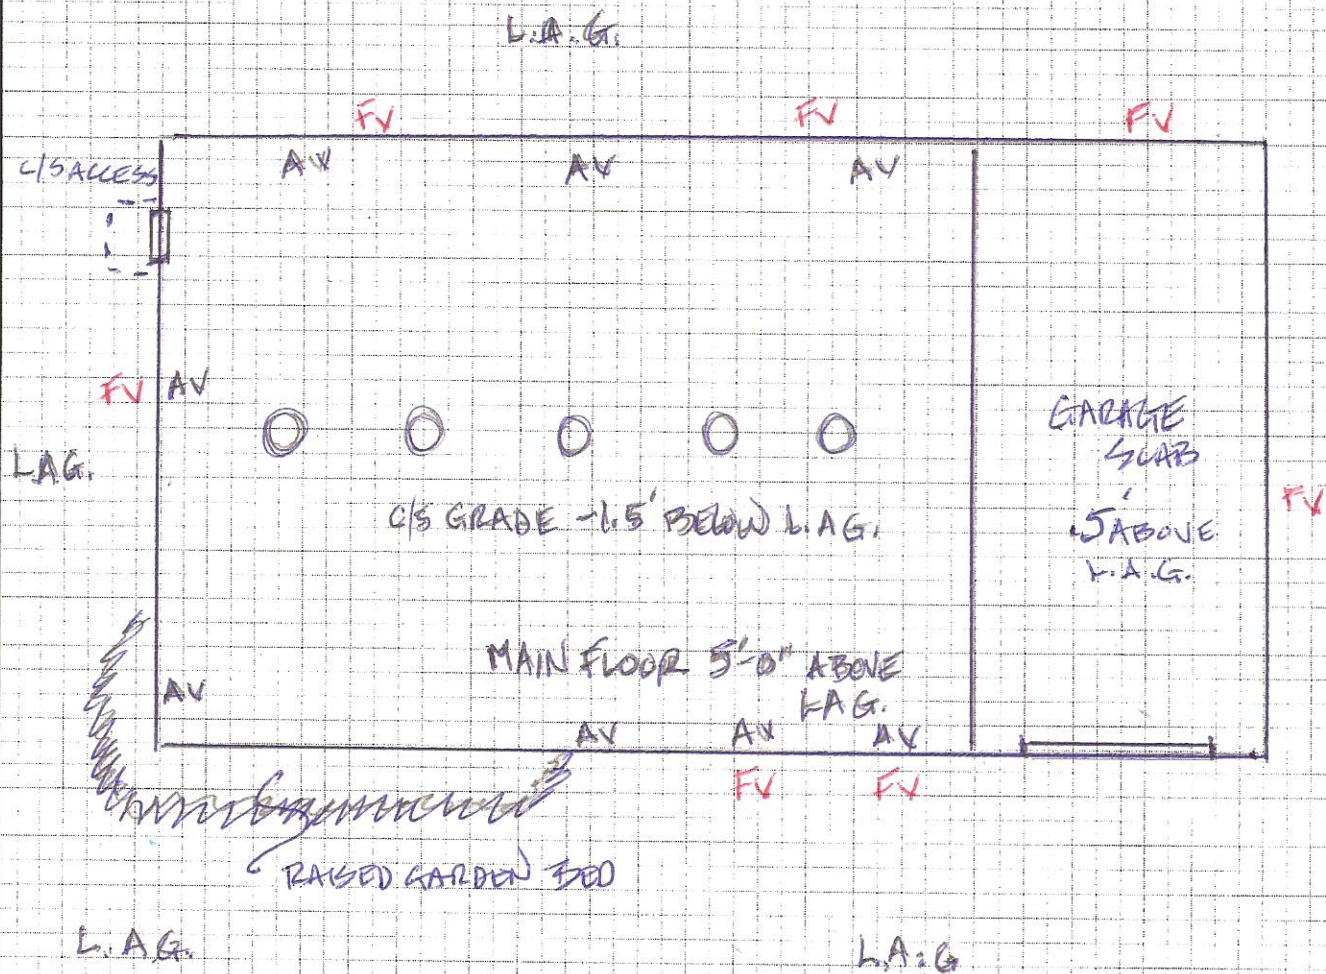 L.A.G.
FV FV FV
C/S ACCESS AV AV AV
FV AV
L.A.G.
GARAGE
SLAB
.5' ABOVE
L.A.G.
FV
C/S GRADE -1.5' BELOW L.A.G.
MAIN FLOOR 5'-0" ABOVE
L.A.G.
AV
AV AV AV
FV FV
RAISED GARDEN BED
L.A.G. L.A.G